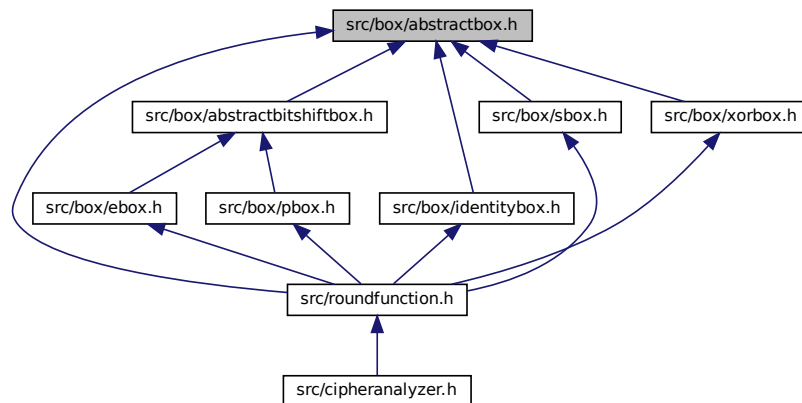 src/box/abstractbox.h
src/box/abstractbitshiftbox.h
src/box/sbox.h
src/box/xorbox.h
src/box/ebox.h
src/box/pbox.h
src/box/identitybox.h
src/roundfunction.h
src/cipheranalyzer.h